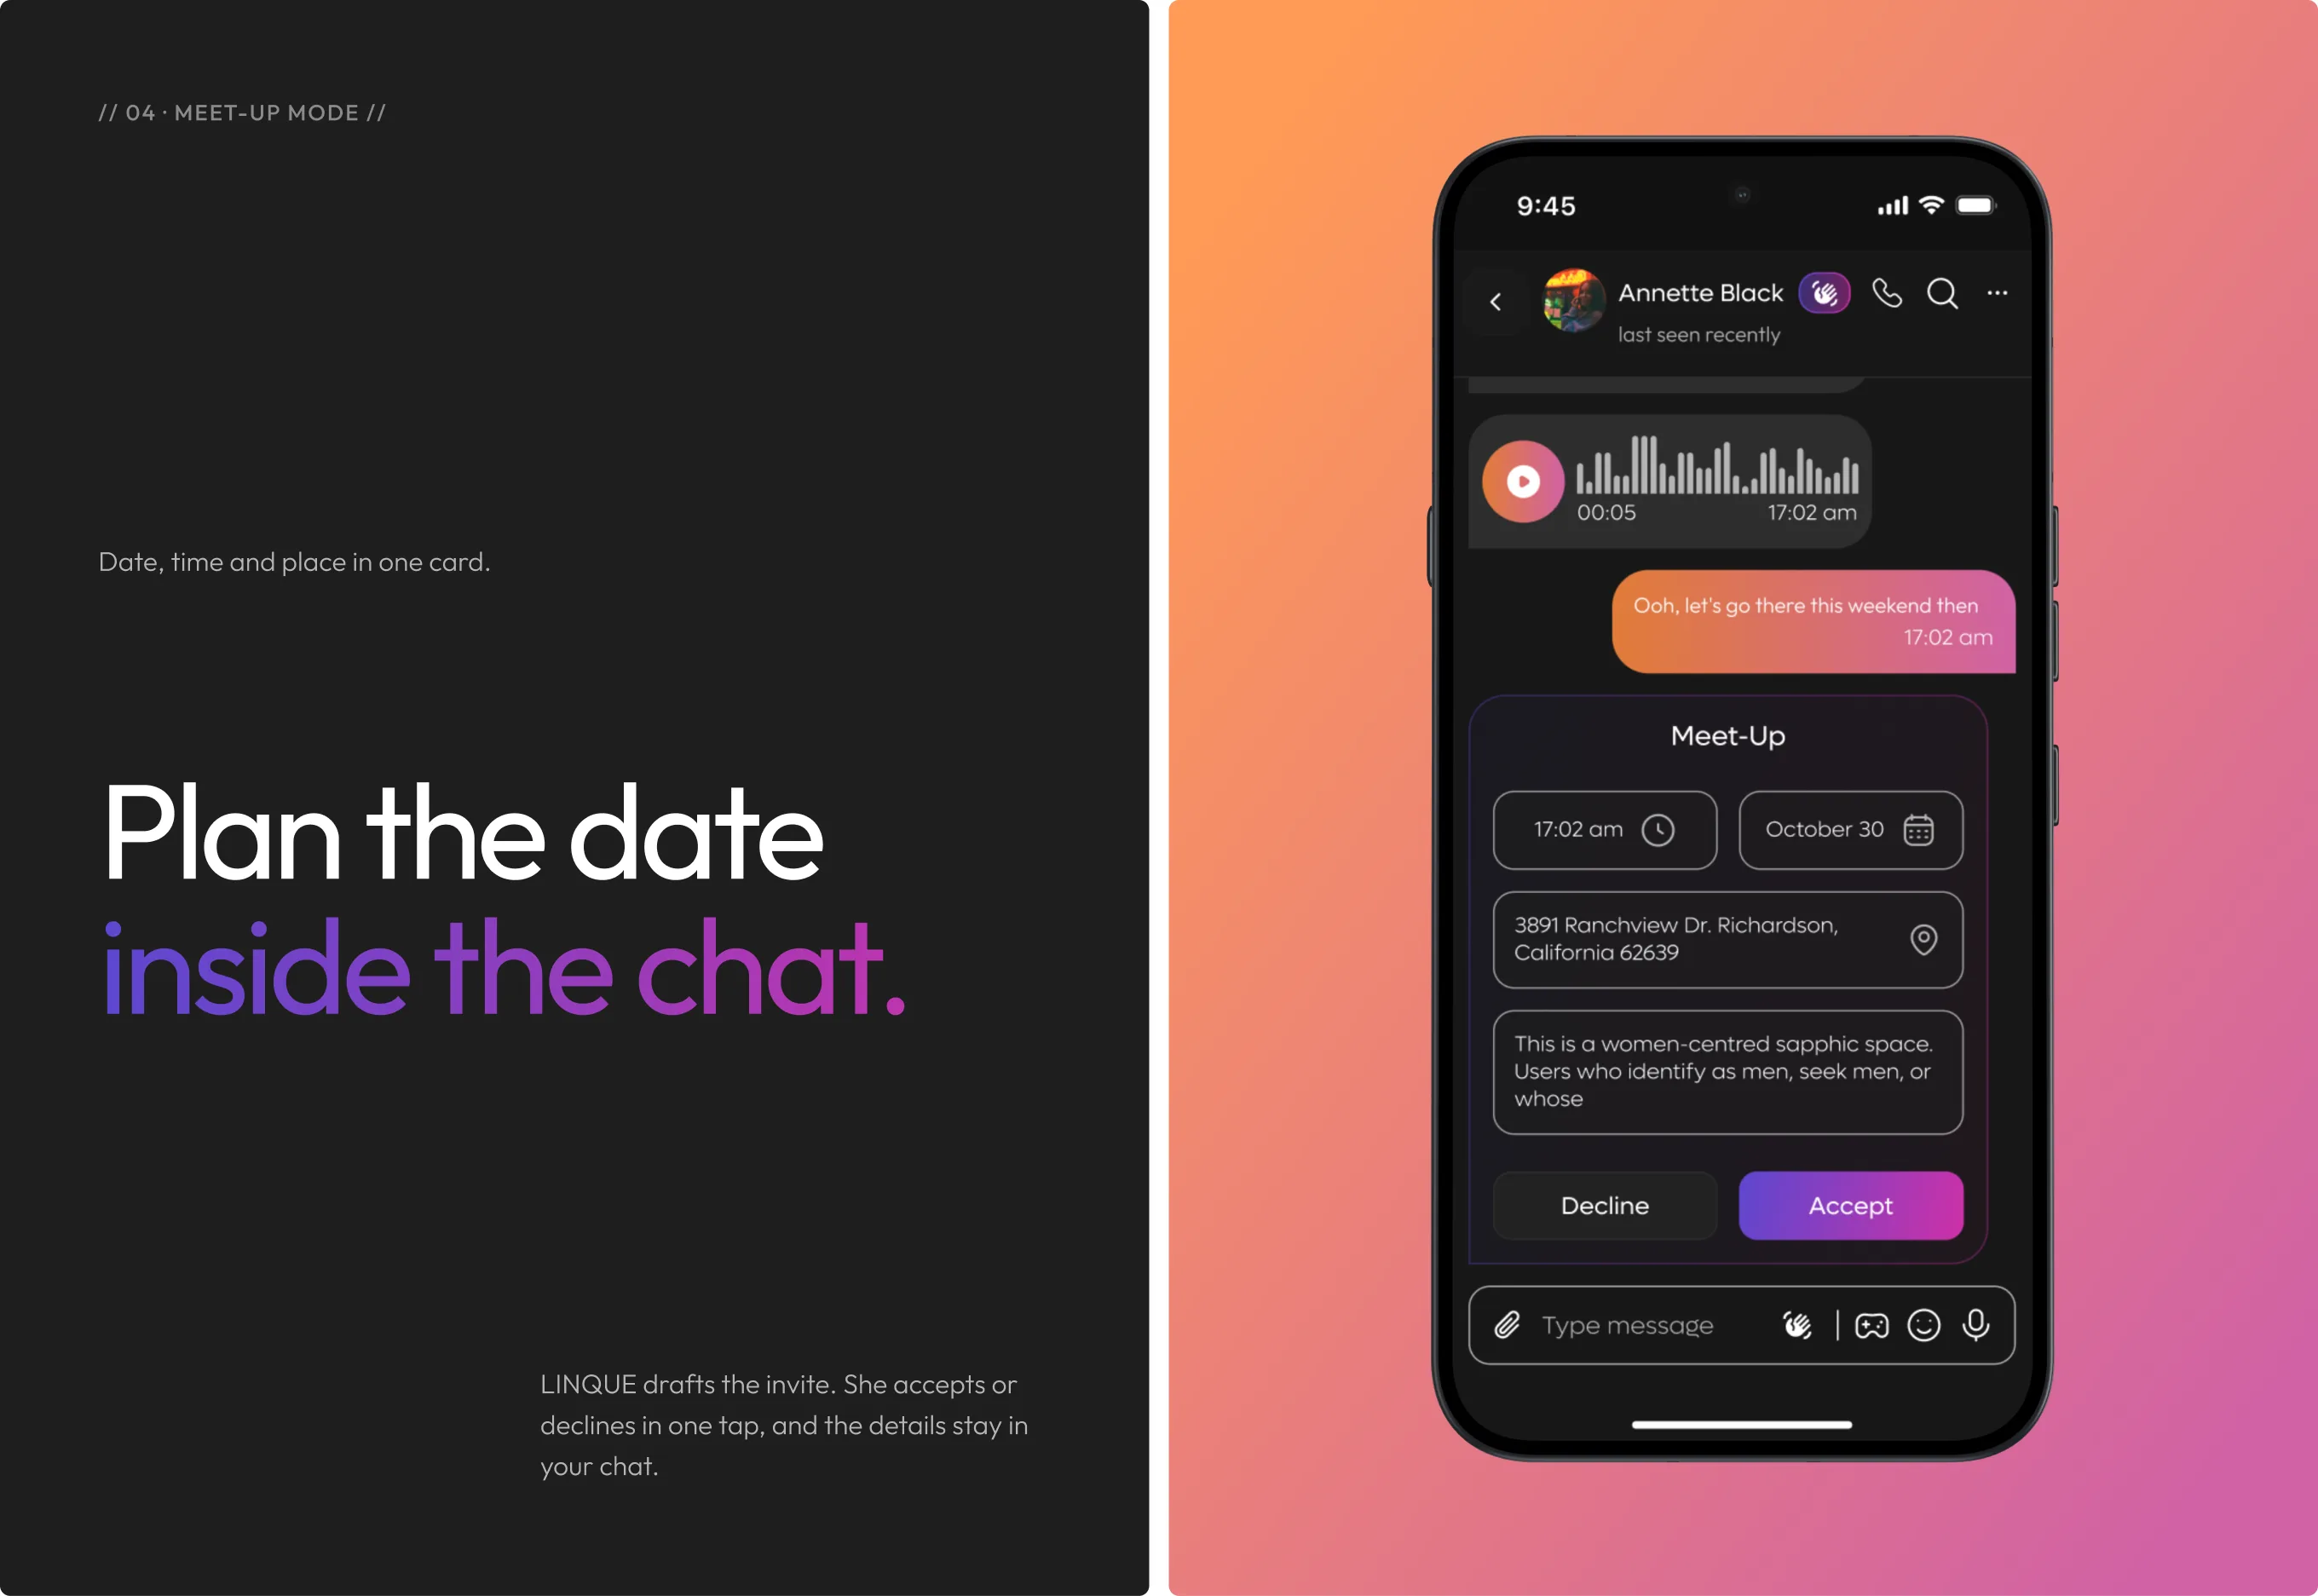 // 04 · MEET-UP MODE //
Date, time and place in one card.
Plan the date
inside the chat.
LINQUE drafts the invite. She accepts or
declines in one tap, and the details stay in
your chat.
9:45
Annette Black
last seen recently
00:05
17:02 am
Ooh, let's go there this weekend then
17:02 am
Meet-Up
17:02 am
October 30
3891 Ranchview Dr. Richardson,
California 62639
This is a women-centred sapphic space.
Users who identify as men, seek men, or
whose
Decline
Accept
Type message